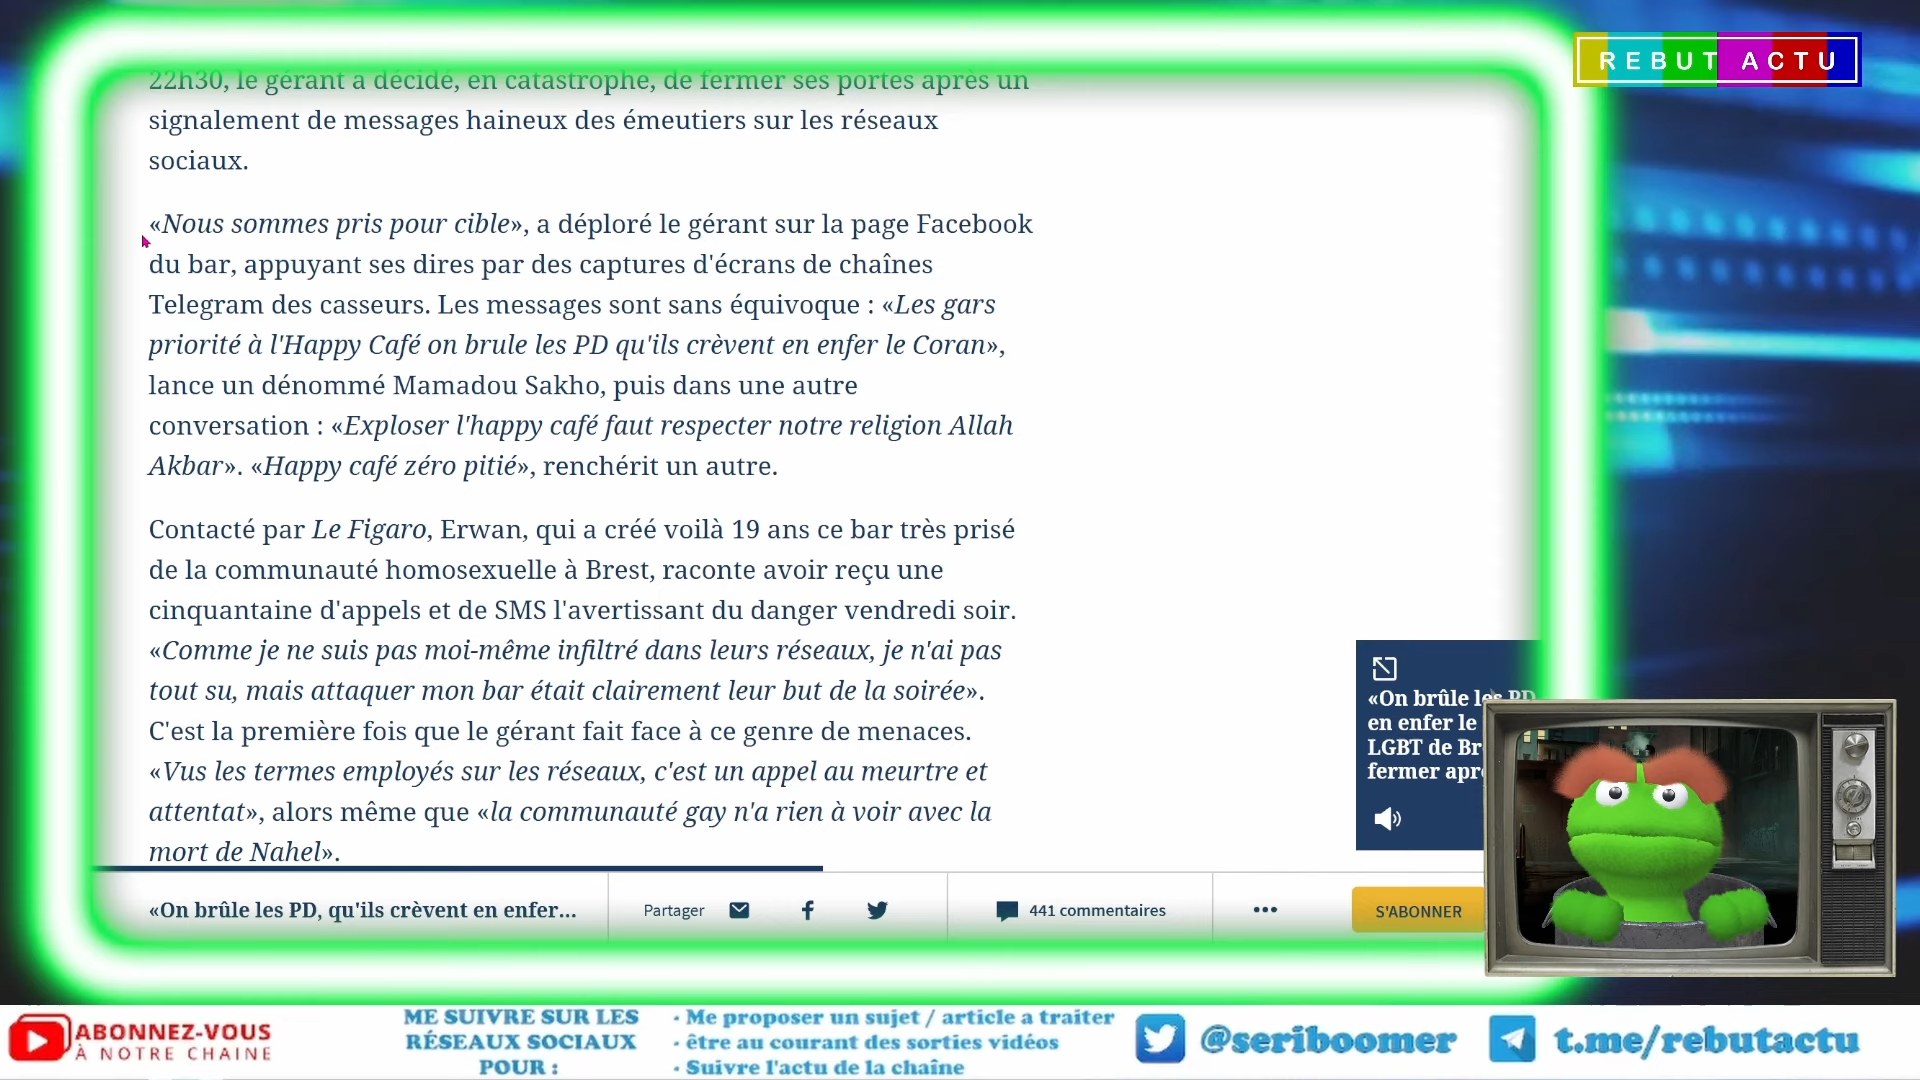 REBUT ACTU
22h30, le gérant a décidé, en catastrophe, de fermer ses portes après un
signalement de messages haineux des émeutiers sur les réseaux
sociaux.
«Nous sommes pris pour cible», a déploré le gérant sur la page Facebook
du bar, appuyant ses dires par des captures d'écrans de chaînes
Telegram des casseurs. Les messages sont sans équivoque : «Les gars
priorité à l'Happy Café on brule les PD qu'ils crèvent en enfer le Coran»,
lance un dénommé Mamadou Sakho, puis dans une autre
conversation : «Exploser l'happy café faut respecter notre religion Allah
Akbar». «Happy café zéro pitié», renchérit un autre.
Contacté par Le Figaro, Erwan, qui a créé voilà 19 ans ce bar très prisé
de la communauté homosexuelle à Brest, raconte avoir reçu une
cinquantaine d'appels et de SMS l'avertissant du danger vendredi soir.
«Comme je ne suis pas moi-même infiltré dans leurs réseaux, je n'ai pas
tout su, mais attaquer mon bar était clairement leur but de la soirée».
C'est la première fois que le gérant fait face à ce genre de menaces.
«Vus les termes employés sur les réseaux, c'est un appel au meurtre et
attentat», alors même que «la communauté gay n'a rien à voir avec la
mort de Nahel».
«On brûle les PD
en enfer le
LGBT de Br
fermer apr
«On brûle les PD, qu'ils crèvent en enfer...
Partager
441 commentaires
S'ABONNER
ABONNEZ-VOUS
À NOTRE CHAINE
ME SUIVRE SUR LES
RÉSEAUX SOCIAUX
POUR :
- Me proposer un sujet / article a traiter
- être au courant des sorties vidéos
- Suivre l'actu de la chaîne
@seriboomer
t.me/rebutactu